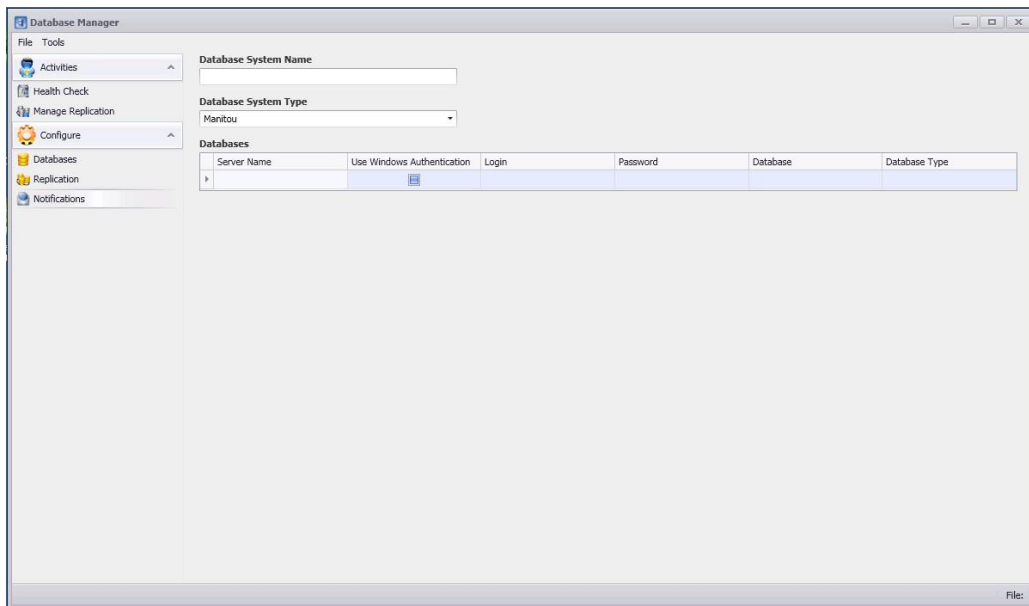 Database Manager
File Tools
Activities
Health Check
Manage Replication
Configure
Databases
Replication
Notifications
Database System Name
Database System Type
Manitou
Databases
Server Name Use Windows Authentication Login Password Database Database Type
File: